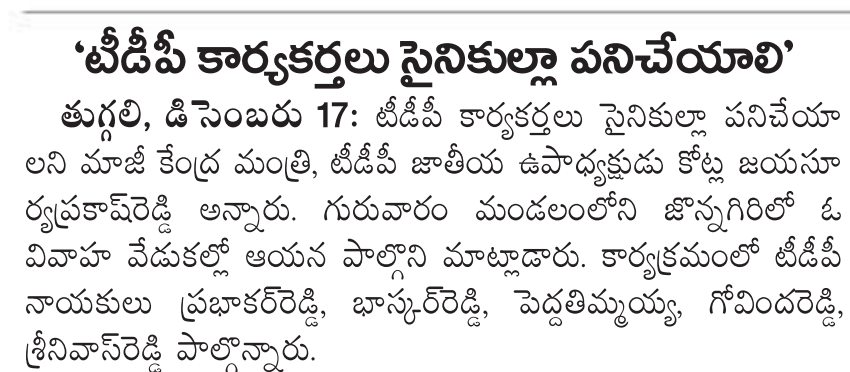 ‘టీడీపీ కార్యకర్తలు సైనికుల్లా పనిచేయాలి’
తుగ్గలి, డిసెంబరు 17: టీడీపీ కార్యకర్తలు సైనికుల్లా పనిచేయా
లని మాజీ కేంద్ర మంత్రి, టీడీపీ జాతీయ ఉపాధ్యక్షుడు కోట్ల జయసూ
ర్యప్రకాష్‌రెడ్డి అన్నారు. గురువారం మండలంలోని జొన్నగిరిలో ఓ
వివాహ వేడుకల్లో ఆయన పాల్గొని మాట్లాడారు. కార్యక్రమంలో టీడీపీ
నాయకులు ప్రభాకర్‌రెడ్డి, భాస్కర్‌రెడ్డి, పెద్దతిమ్మయ్య, గోవిందరెడ్డి,
శ్రీనివాస్‌రెడ్డి పాల్గొన్నారు.